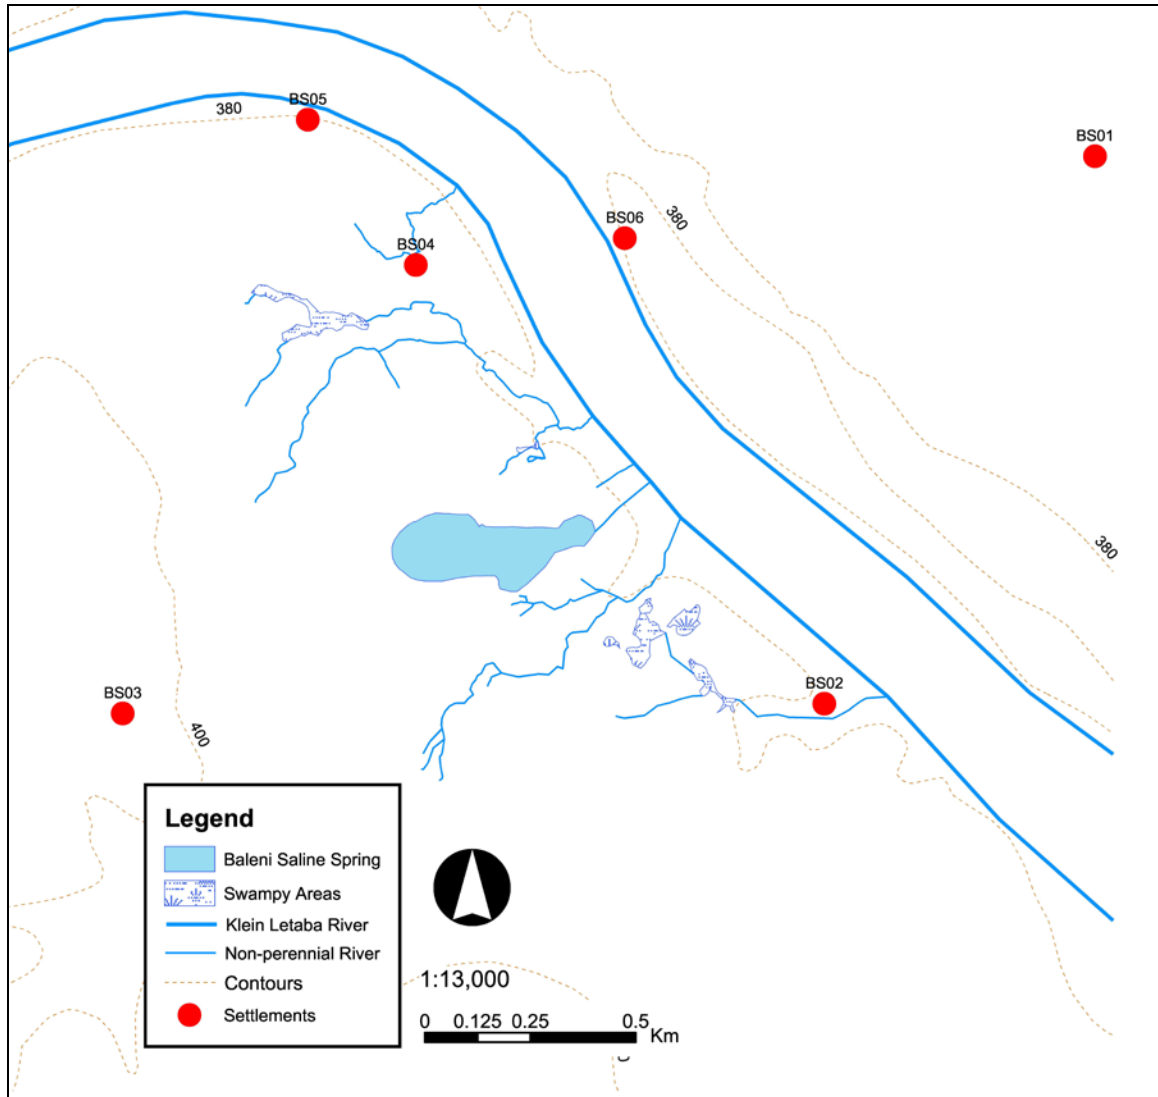 BS05
380
BS01
BS06
380
BS04
380
BS02
BS03
400
Legend
Baleni Saline Spring
Swampy Areas
Klein Letaba River
Non-perennial River
Contours
Settlements
1:13,000
0 0.125 0.25 0.5
Km